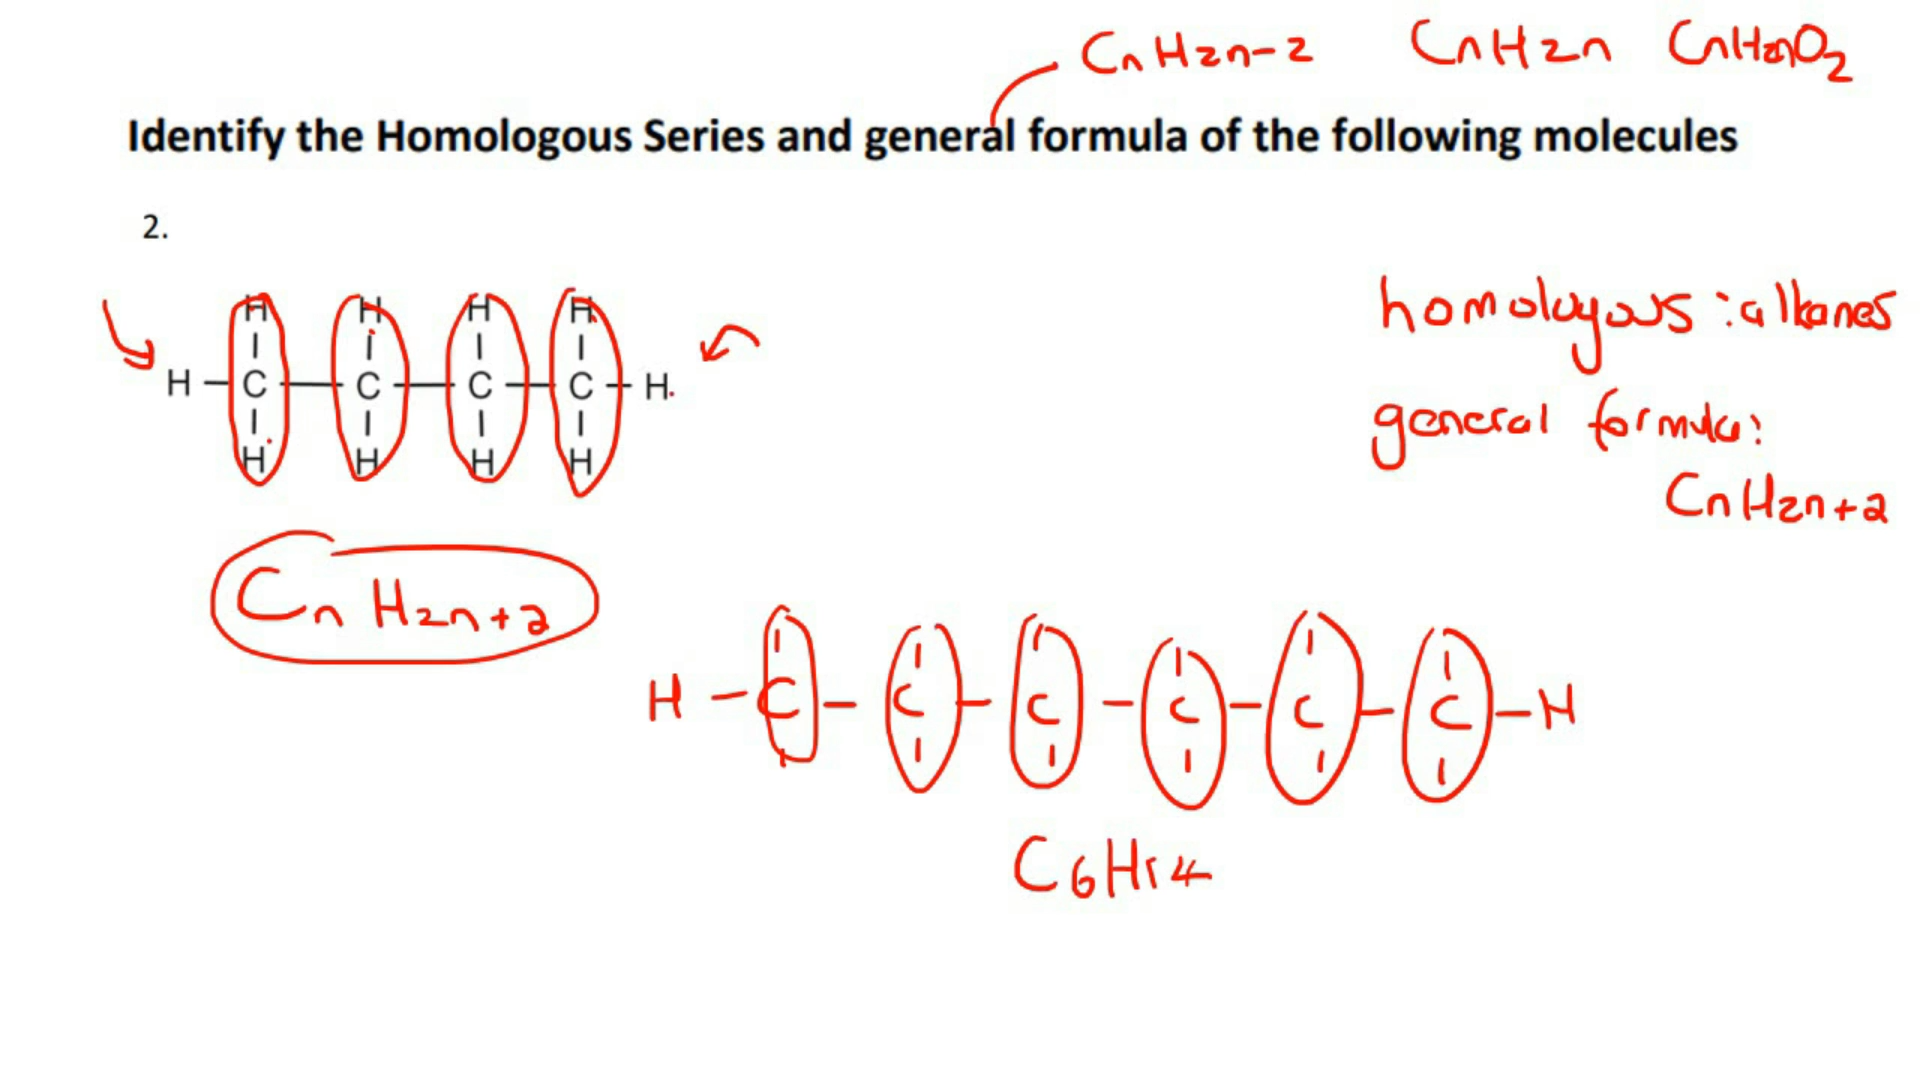 CnH2n-2 CnH2n CnH2nO2
Identify the Homologous Series and general formula of the following molecules
2.
homologous : alkanes
H H H H
H - C - C - C - C - H
H H H H
general formula:
CnH2n+2
CnH2n+2
H - C - C - C - C - C - C - H
C6H14